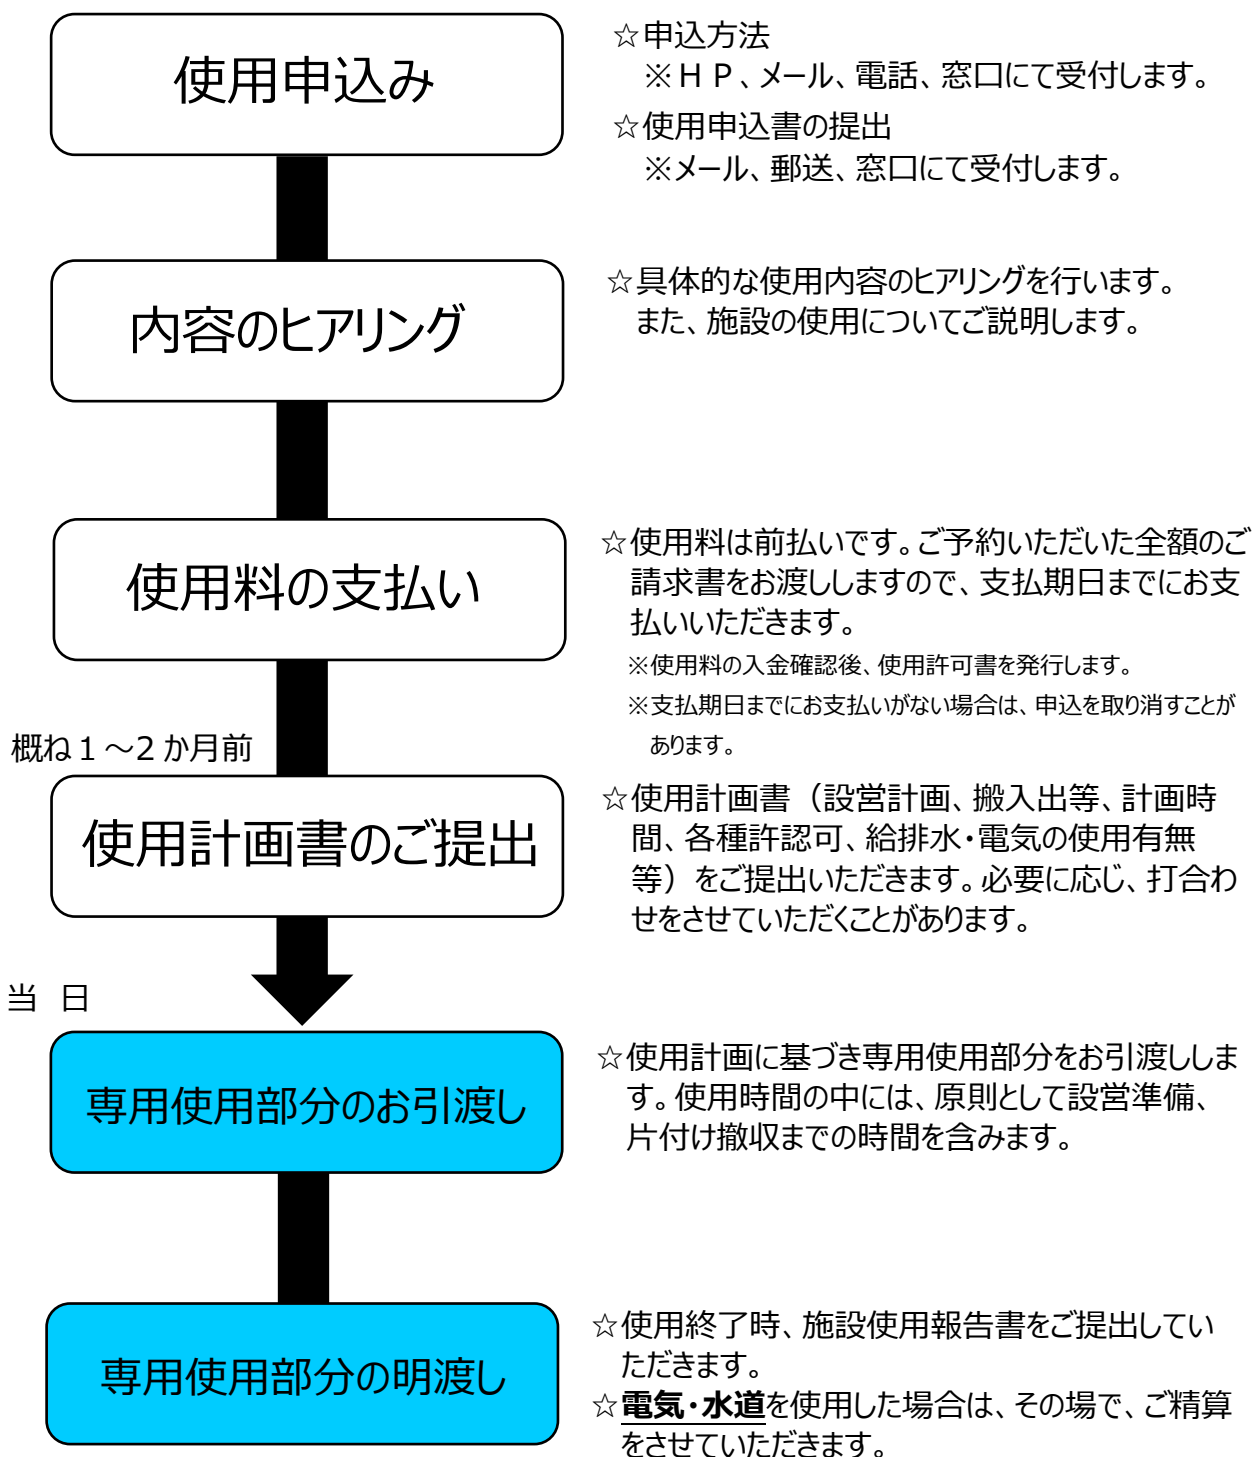 使用申込み
☆申込方法
※ＨＰ、メール、電話、窓口にて受付します。
☆使用申込書の提出
※メール、郵送、窓口にて受付します。
内容のヒアリング
☆具体的な使用内容のヒアリングを行います。
また、施設の使用についてご説明します。
使用料の支払い
☆使用料は前払いです。ご予約いただいた全額のご
請求書をお渡ししますので、支払期日までにお支
払いいただきます。
※使用料の入金確認後、使用許可書を発行します。
※支払期日までにお支払いがない場合は、申込を取り消すことが
あります。
概ね１～2 か月前
使用計画書のご提出
☆使用計画書（設営計画、搬入出等、計画時
間、各種許認可、給排水・電気の使用有無
等）をご提出いただきます。必要に応じ、打合わ
せをさせていただくことがあります。
当　日
専用使用部分のお引渡し
☆使用計画に基づき専用使用部分をお引渡ししま
す。使用時間の中には、原則として設営準備、
片付け撤収までの時間を含みます。
専用使用部分の明渡し
☆使用終了時、施設使用報告書をご提出してい
ただきます。
☆電気・水道を使用した場合は、その場で、ご精算
をさせていただきます。